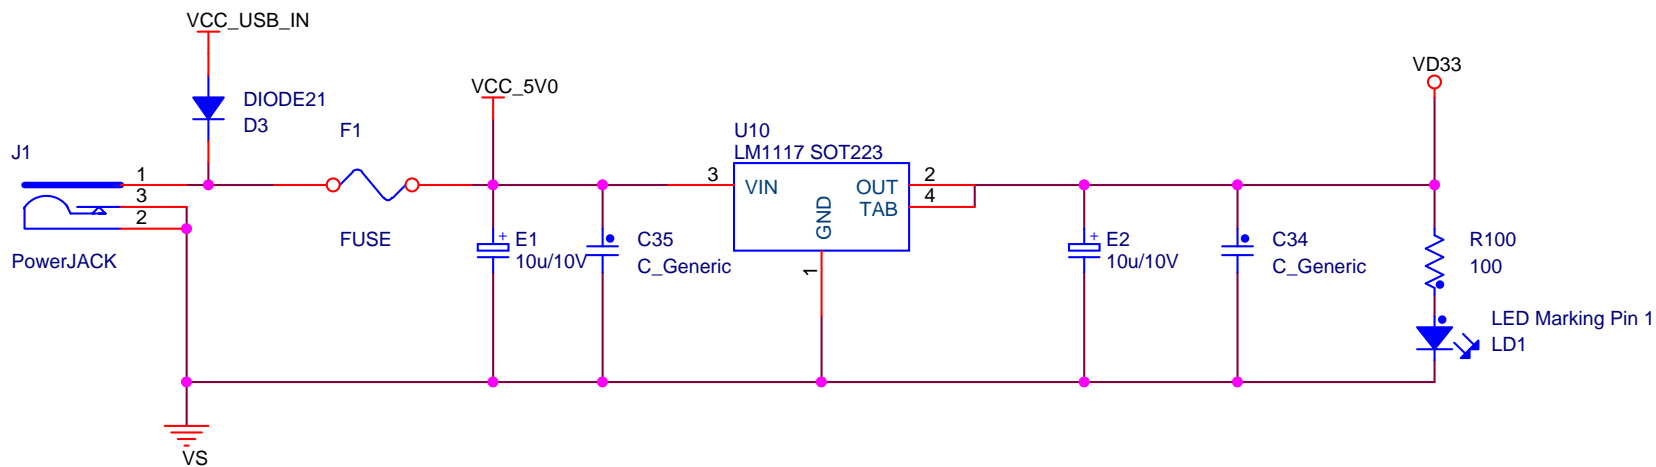 VCC_USB_IN
DIODE21
D3
J1
1
3
2
PowerJACK
F1
FUSE
VCC_5V0
+
E1
10u/10V
C35
C_Generic
U10
LM1117 SOT223
3
VIN
OUT
TAB
GND
2
4
1
+
E2
10u/10V
C34
C_Generic
VD33
R100
100
LED Marking Pin 1
LD1
VS